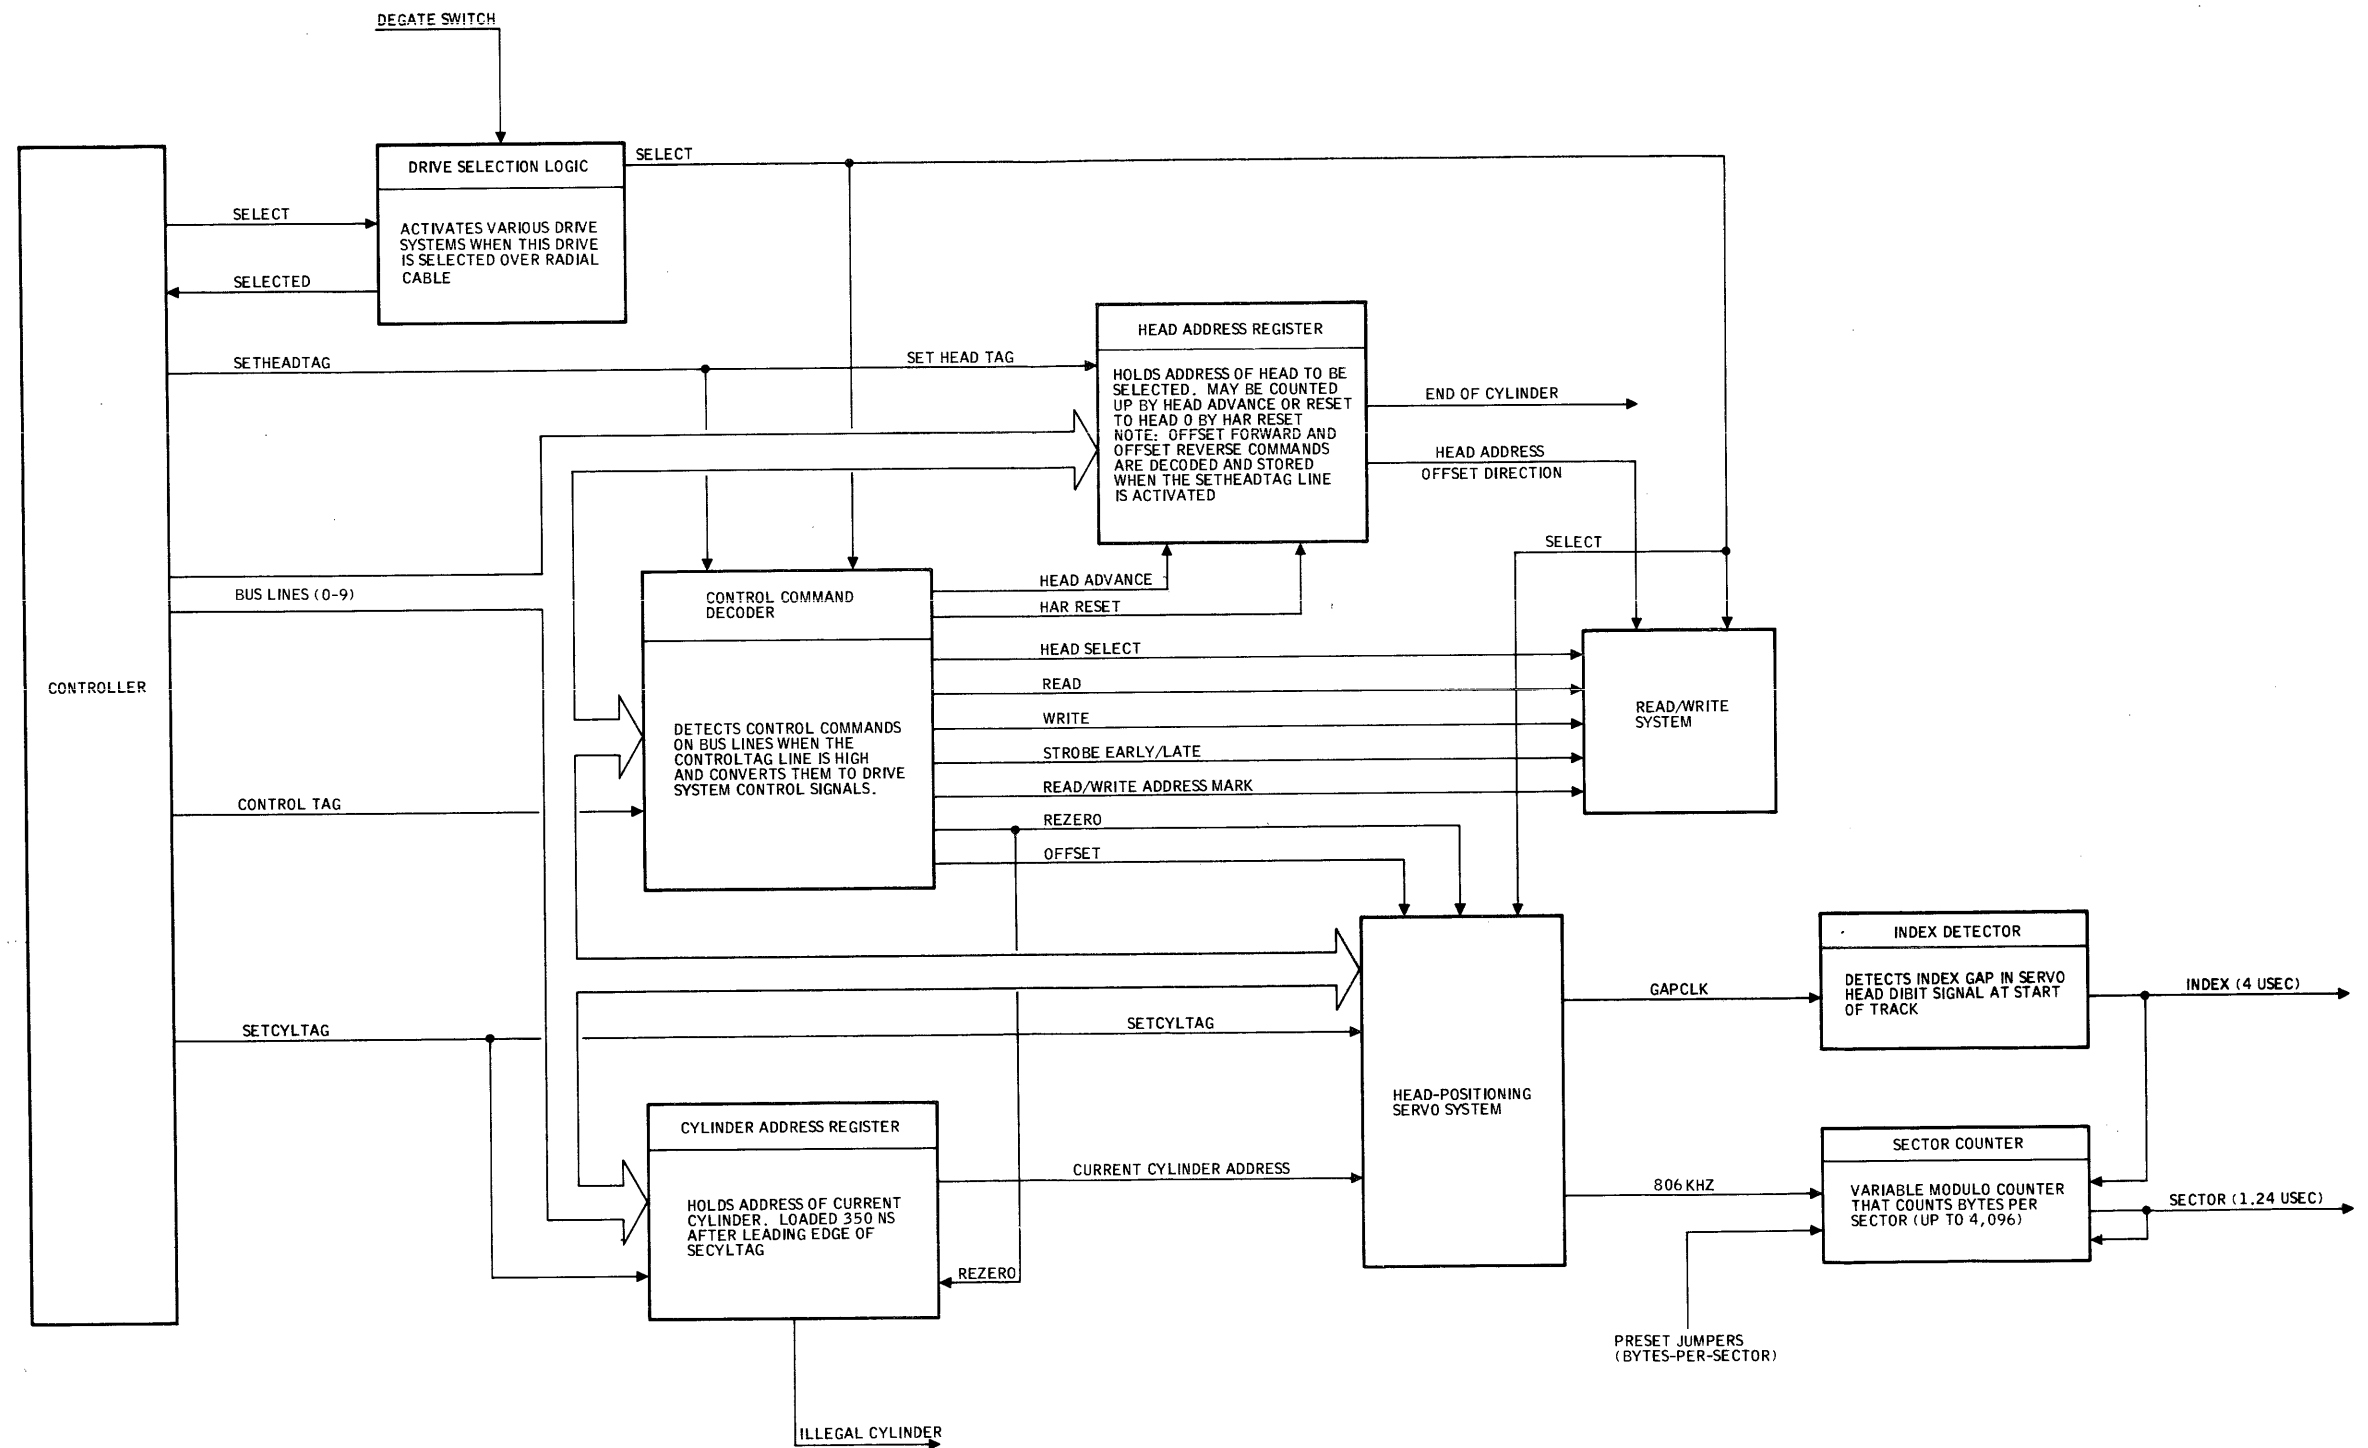 DEGATE SWITCH
DRIVE SELECTION LOGIC
ACTIVATES VARIOUS DRIVE
SYSTEMS WHEN THIS DRIVE
IS SELECTED OVER RADIAL
CABLE
SELECT
SELECT
SELECTED
SETHEADTAG
SET HEAD TAG
HEAD ADDRESS REGISTER
HOLDS ADDRESS OF HEAD TO BE
SELECTED. MAY BE COUNTED
UP BY HEAD ADVANCE OR RESET
TO HEAD 0 BY HAR RESET
NOTE: OFFSET FORWARD AND
OFFSET REVERSE COMMANDS
ARE DECODED AND STORED
WHEN THE SETHEADTAG LINE
IS ACTIVATED
END OF CYLINDER
HEAD ADDRESS
OFFSET DIRECTION
SELECT
BUS LINES (0-9)
CONTROLLER
CONTROL COMMAND
DECODER
DETECTS CONTROL COMMANDS
ON BUS LINES WHEN THE
CONTROLTAG LINE IS HIGH
AND CONVERTS THEM TO DRIVE
SYSTEM CONTROL SIGNALS.
HEAD ADVANCE
HAR RESET
HEAD SELECT
READ
WRITE
STROBE EARLY/LATE
READ/WRITE ADDRESS MARK
REZERO
OFFSET
READ/WRITE
SYSTEM
CONTROL TAG
SETCYLTAG
SETCYLTAG
CYLINDER ADDRESS REGISTER
HOLDS ADDRESS OF CURRENT
CYLINDER. LOADED 350 NS
AFTER LEADING EDGE OF
SECYLTAG
CURRENT CYLINDER ADDRESS
REZERO
ILLEGAL CYLINDER
HEAD-POSITIONING
SERVO SYSTEM
GAPCLK
806 KHZ
INDEX DETECTOR
DETECTS INDEX GAP IN SERVO
HEAD DIBIT SIGNAL AT START
OF TRACK
INDEX (4 USEC)
SECTOR COUNTER
VARIABLE MODULO COUNTER
THAT COUNTS BYTES PER
SECTOR (UP TO 4,096)
SECTOR (1.24 USEC)
PRESET JUMPERS
(BYTES-PER-SECTOR)